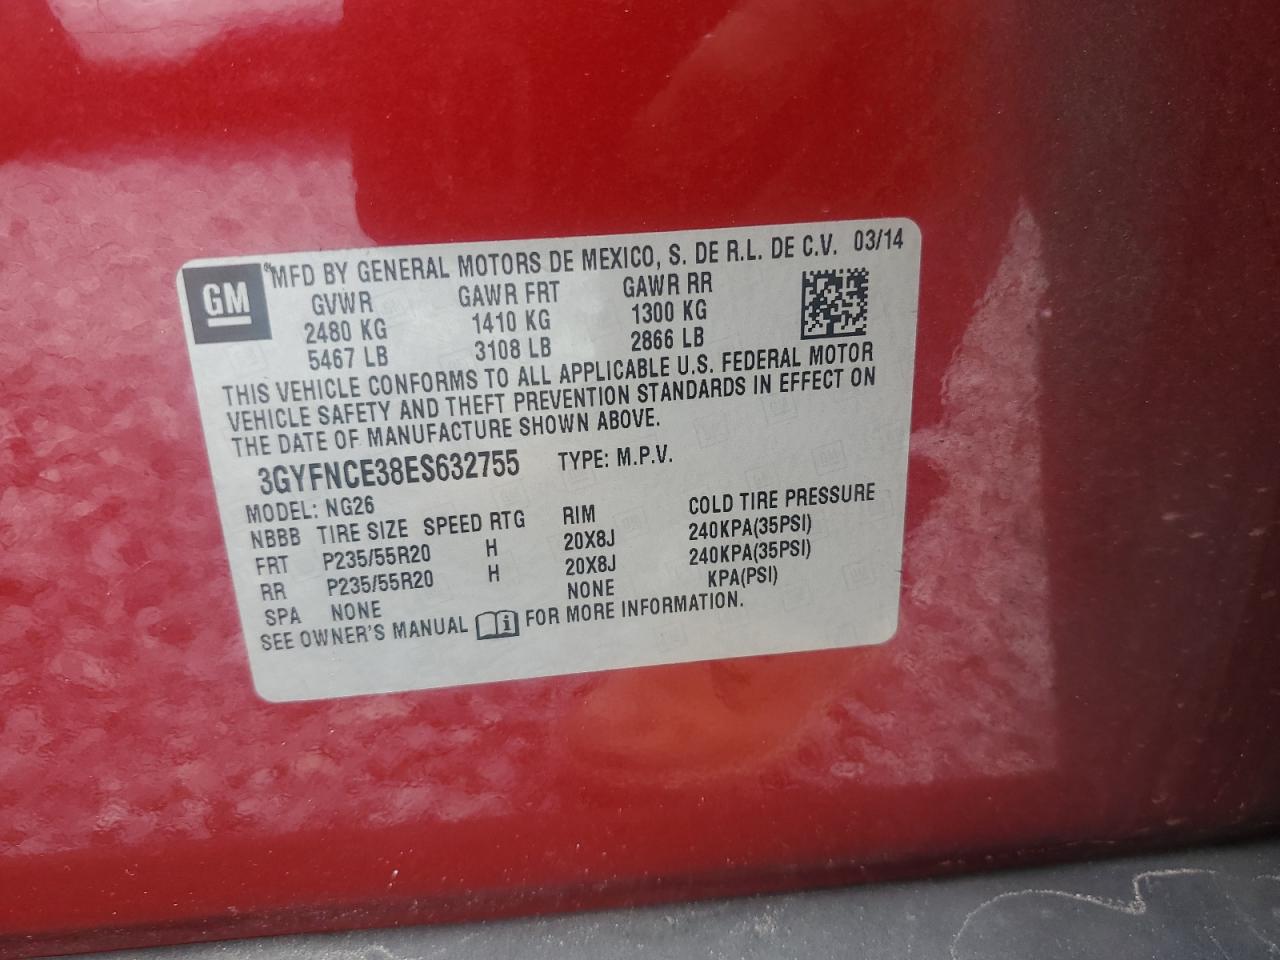 GM
MFD BY GENERAL MOTORS DE MEXICO, S. DE R.L. DE C.V. 03/14
GVWR GAWR FRT GAWR RR
2480 KG 1410 KG 1300 KG
5467 LB 3108 LB 2866 LB
THIS VEHICLE CONFORMS TO ALL APPLICABLE U.S. FEDERAL MOTOR
VEHICLE SAFETY AND THEFT PREVENTION STANDARDS IN EFFECT ON
THE DATE OF MANUFACTURE SHOWN ABOVE.
3GYFNCE38ES632755 TYPE: M.P.V.
MODEL: NG26
NBBB TIRE SIZE SPEED RTG RIM COLD TIRE PRESSURE
FRT P235/55R20 H 20X8J 240KPA(35PSI)
RR P235/55R20 H 20X8J 240KPA(35PSI)
SPA NONE NONE KPA(PSI)
SEE OWNER'S MANUAL FOR MORE INFORMATION.